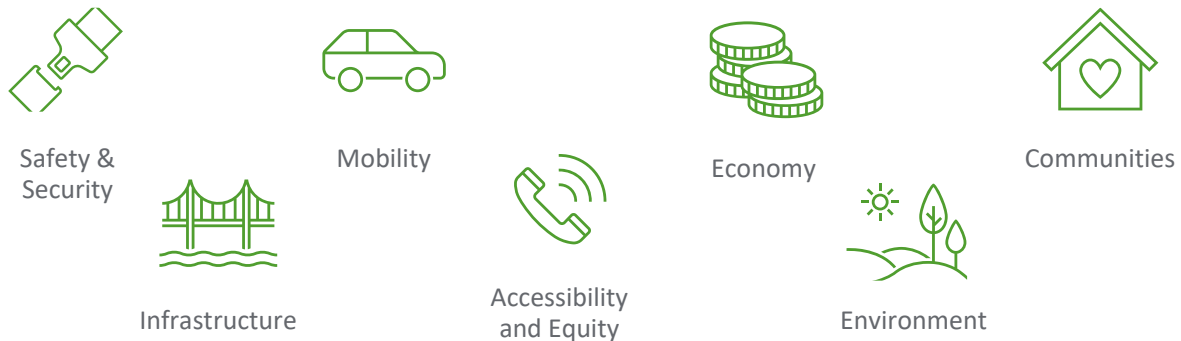 Safety &
Security
Mobility
Economy
Communities
Infrastructure
Accessibility
and Equity
Environment